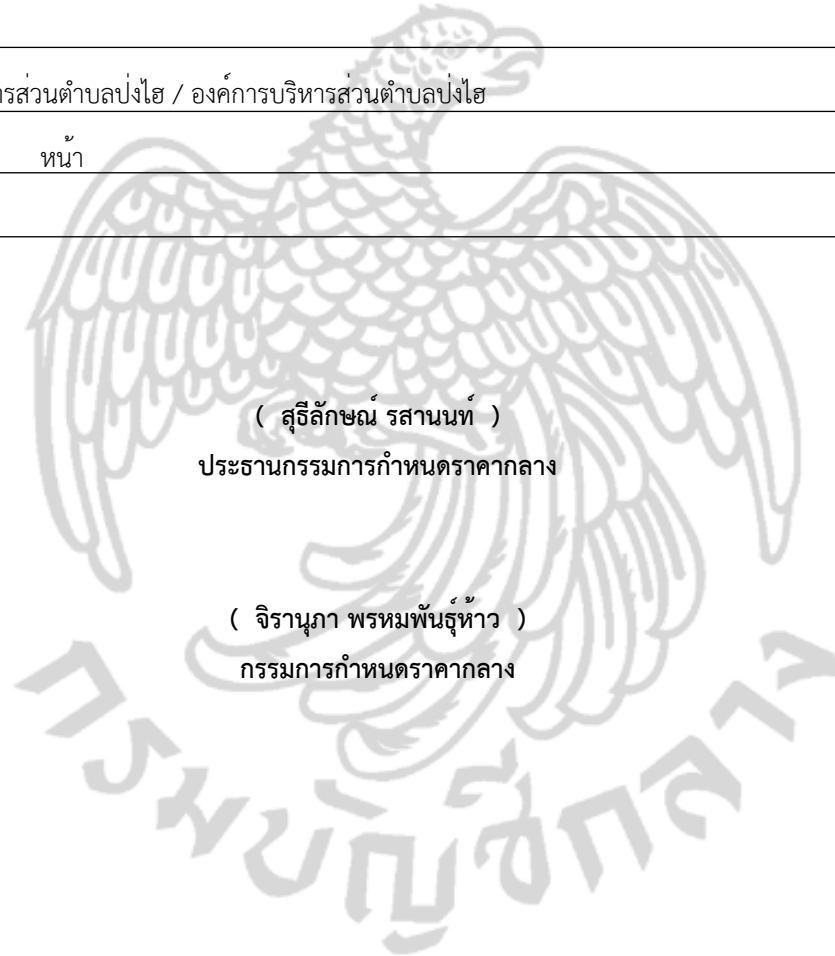 ส่วนตำบลป่งไฮ / องค์การบริหารส่วนตำบลป่งไฮ
หน้า
( สุธีลักษณ์ รสานนท์ )
ประธานกรรมการกำหนดราคากลาง
( จิรานุภา พรหมพันธุ์ห้าว )
กรรมการกำหนดราคากลาง
กรมบัญชีกลาง